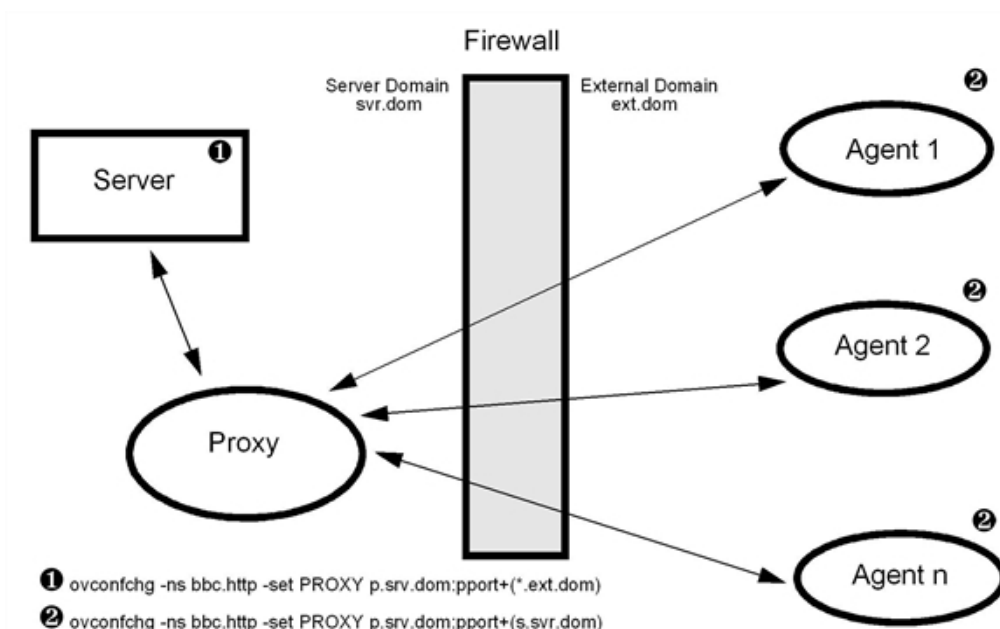 Firewall
Server Domain
svr.dom
External Domain
ext.dom
❷
Agent 1
❶
Server
❷
Agent 2
Proxy
❷
Agent n
❶ ovconfchg -ns bbc.http -set PROXY p.srv.dom:pport+(*.ext.dom)
❷ ovconfchg -ns bbc.http -set PROXY p.srv.dom:pport+(s.svr.dom)